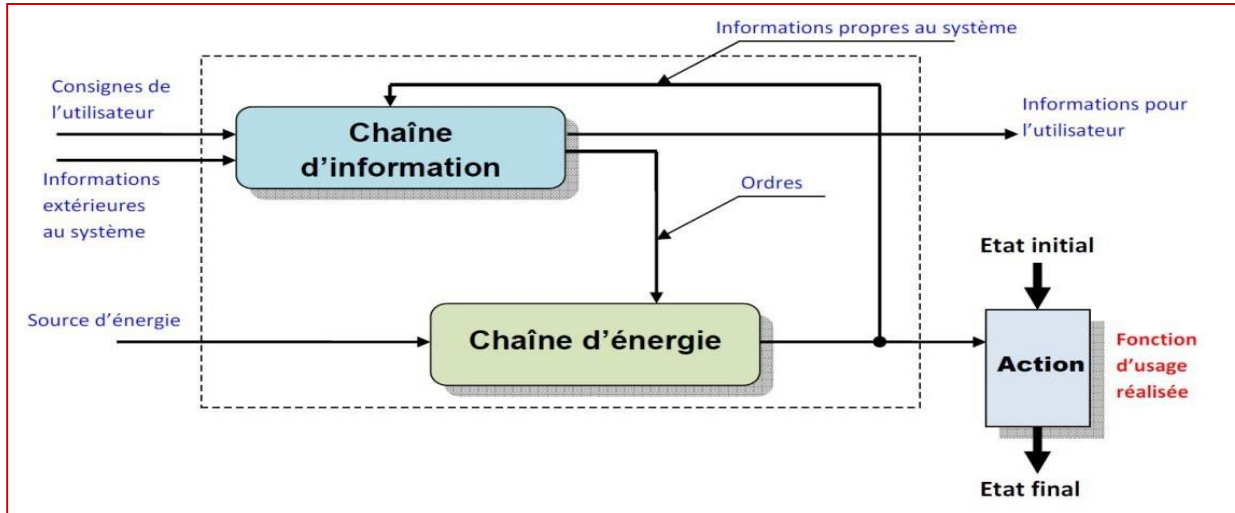 Informations propres au système
Consignes de
l'utilisateur
Chaîne
d'information
Informations pour
l'utilisateur
Informations
extérieures
au système
Ordres
Etat initial
Source d'énergie
Chaîne d'énergie
Action
Fonction
d'usage
réalisée
Etat final